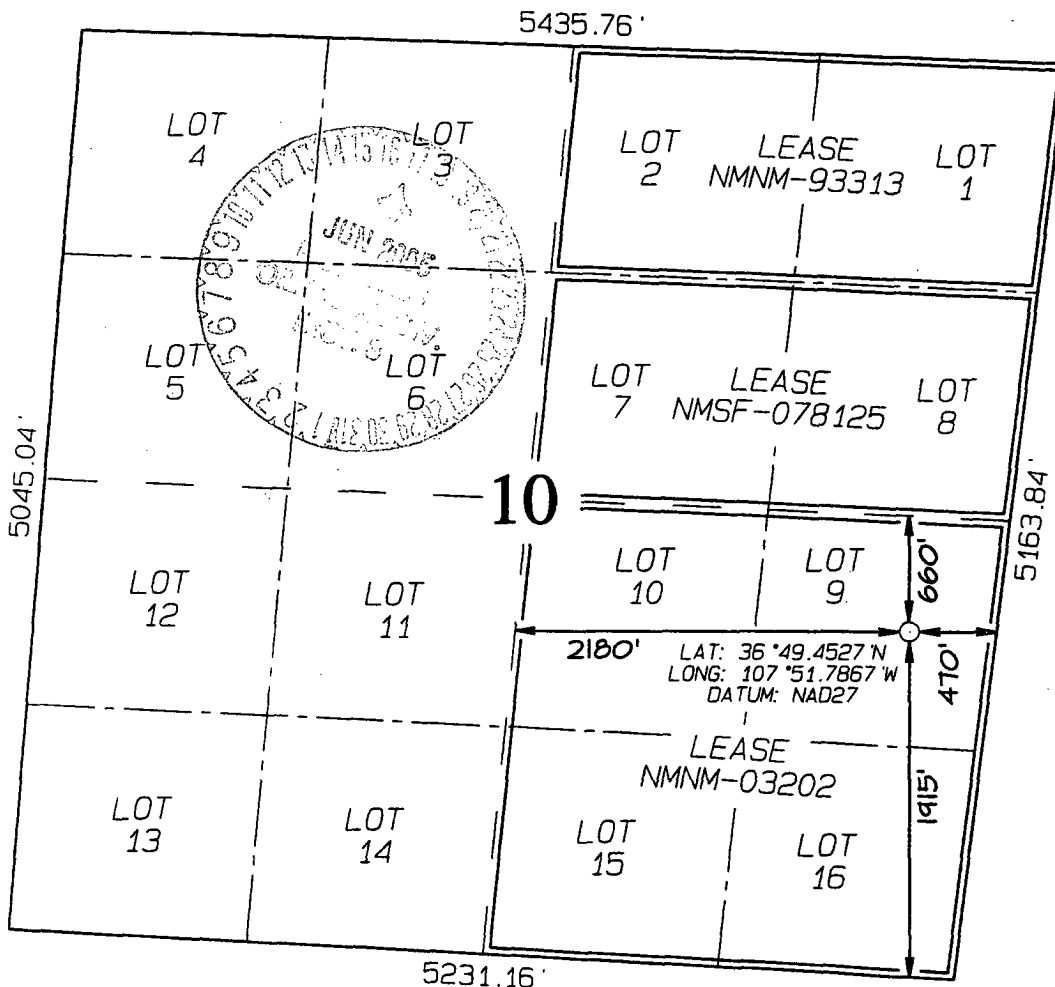 5435.76'
LOT
4
LOT
3
LOT
2
LEASE
NMNM-93313
LOT
1
JUN 2005
LOT
5
LOT
6
LOT
7
LEASE
NMSF-078125
LOT
8
5045.04'
10
5163.84'
660'
LOT
12
LOT
11
LOT
10
LOT
9
2180'
LAT: 36°49.4527'N
LONG: 107°51.7867'W
DATUM: NAD27
470'
LEASE
NMNM-03202
1915'
LOT
13
LOT
14
LOT
15
LOT
16
5231.16'